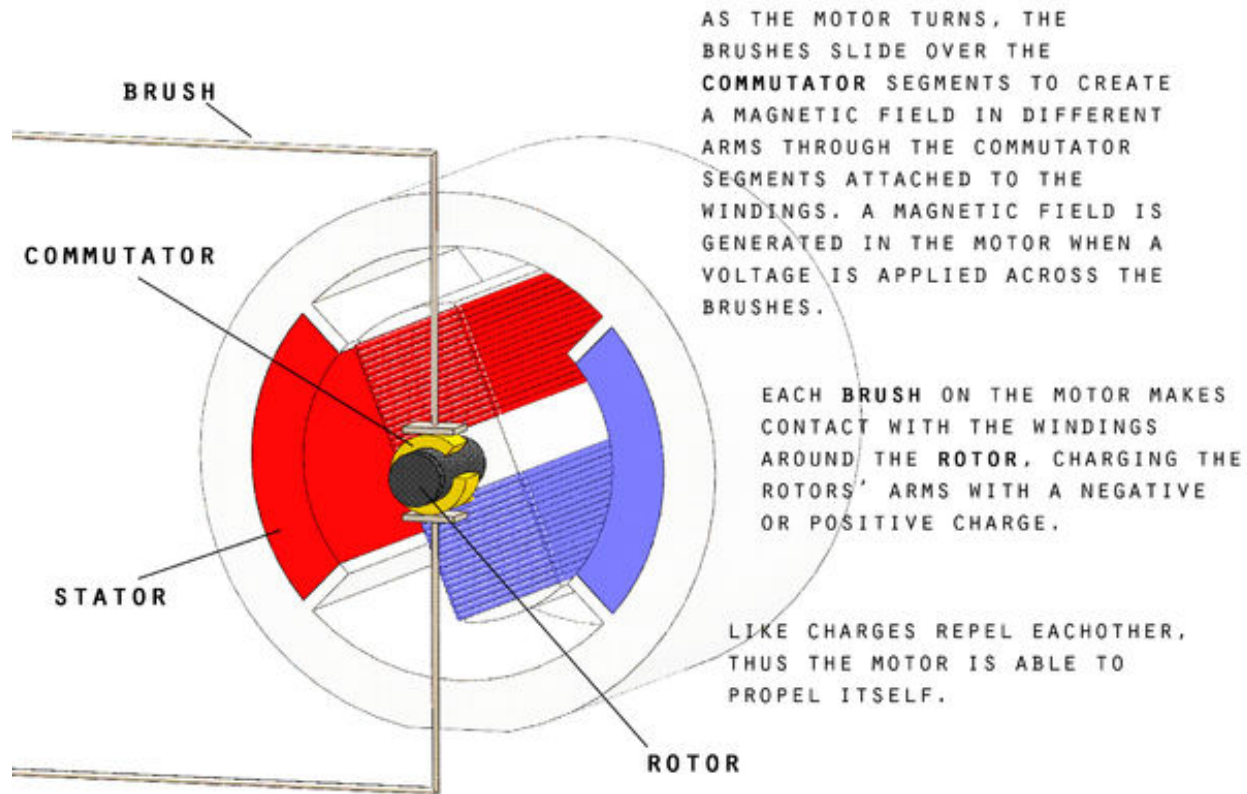 AS THE MOTOR TURNS, THE
BRUSHES SLIDE OVER THE
COMMUTATOR SEGMENTS TO CREATE
A MAGNETIC FIELD IN DIFFERENT
ARMS THROUGH THE COMMUTATOR
SEGMENTS ATTACHED TO THE
WINDINGS. A MAGNETIC FIELD IS
GENERATED IN THE MOTOR WHEN A
VOLTAGE IS APPLIED ACROSS THE
BRUSHES.
BRUSH
COMMUTATOR
EACH BRUSH ON THE MOTOR MAKES
CONTACT WITH THE WINDINGS
AROUND THE ROTOR, CHARGING THE
ROTORS' ARMS WITH A NEGATIVE
OR POSITIVE CHARGE.
STATOR
LIKE CHARGES REPEL EACHOTHER,
THUS THE MOTOR IS ABLE TO
PROPEL ITSELF.
ROTOR